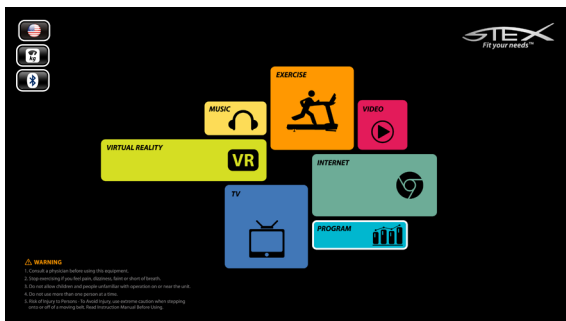 STEX
Fit your needs™
kg
EXERCISE
MUSIC
VIDEO
VIRTUAL REALITY
VR
INTERNET
TV
PROGRAM
WARNING
1. Consult a physician before using this equipment.
2. Stop exercising if you feel pain, dizziness, faint or short of breath.
3. Do not allow children and people unfamiliar with operation on or near the unit.
4. Do not use more than one person at a time.
5. Risk of Injury to Persons - To Avoid Injury, use extreme caution when stepping
onto or off of a moving belt. Read Instruction Manual Before Using.